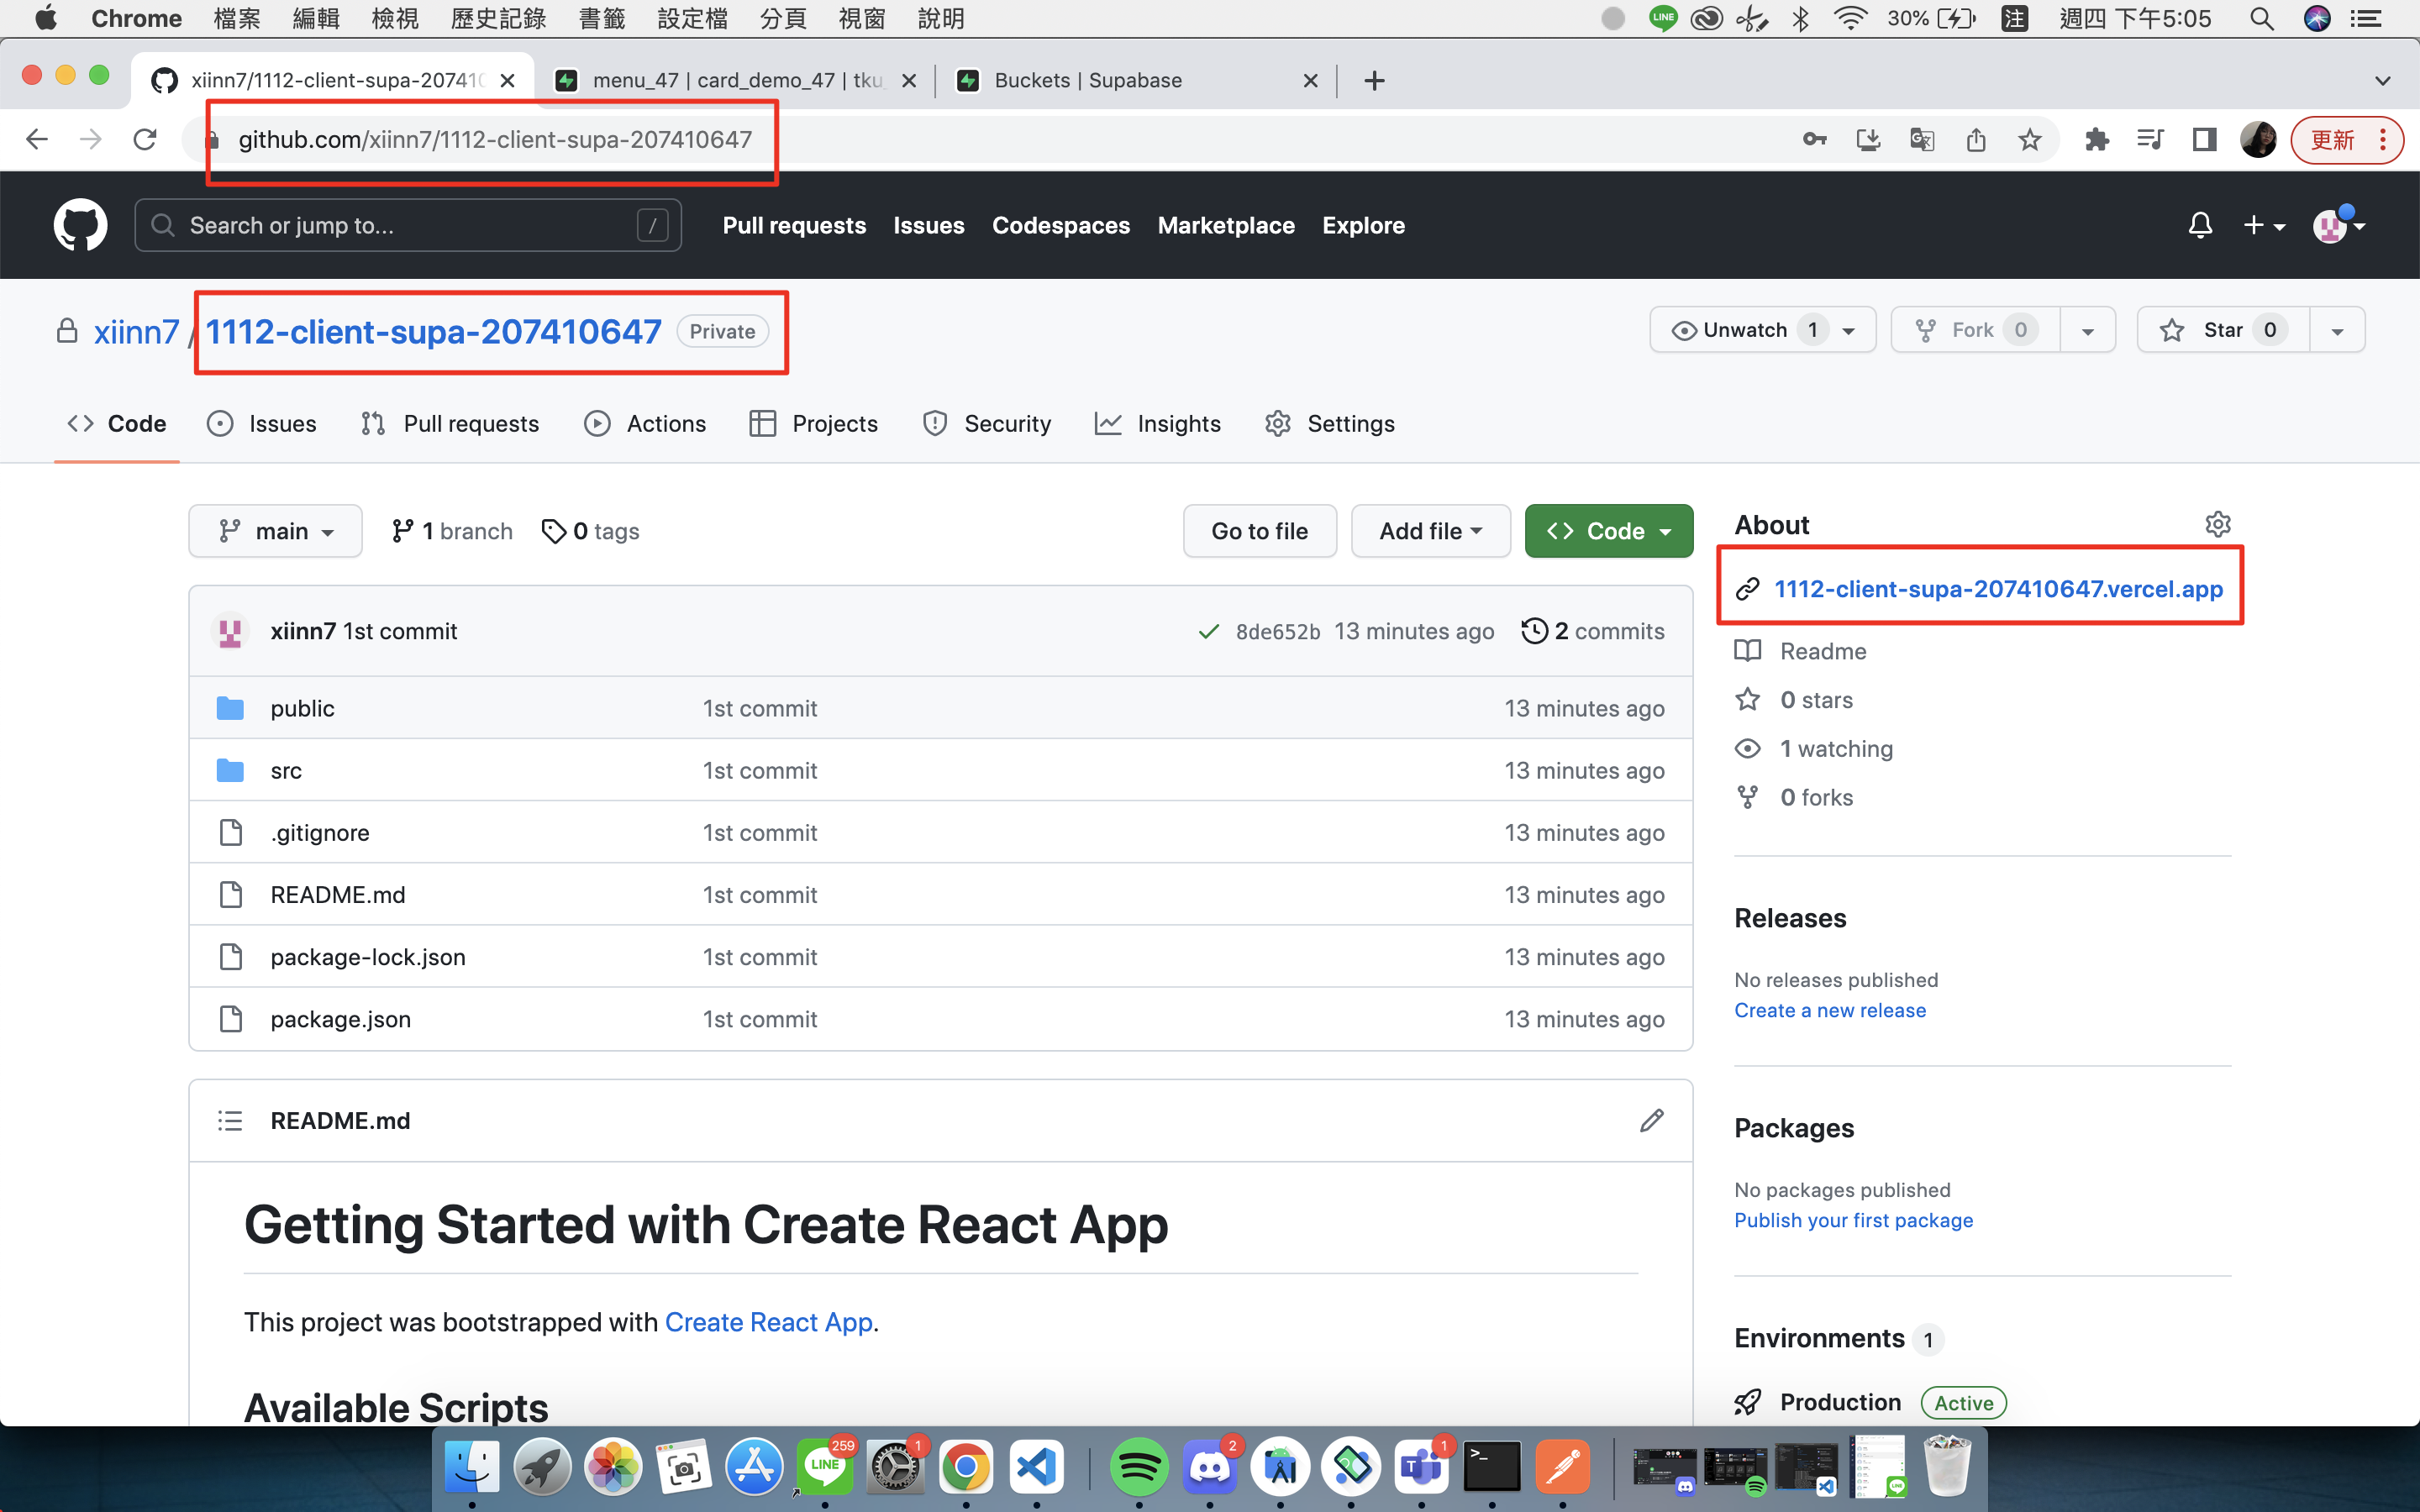 Chrome 檔案 編輯 檢視 歷史記錄 書籤 設定檔 分頁 視窗 說明 LINE 30% 注 週四 下午5:05
xiinn7/1112-client-supa-20741 menu_47 | card_demo_47 | tku_ Buckets | Supabase
github.com/xiinn7/1112-client-supa-207410647 更新
Search or jump to... / Pull requests Issues Codespaces Marketplace Explore
xiinn7 / 1112-client-supa-207410647 Private Unwatch 1 Fork 0 Star 0
Code Issues Pull requests Actions Projects Security Insights Settings
main 1 branch 0 tags Go to file Add file Code
About
1112-client-supa-207410647.vercel.app
xiinn7 1st commit 8de652b 13 minutes ago 2 commits
Readme
public 1st commit 13 minutes ago
0 stars
1 watching
src 1st commit 13 minutes ago
0 forks
.gitignore 1st commit 13 minutes ago
README.md 1st commit 13 minutes ago
Releases
package-lock.json 1st commit 13 minutes ago
No releases published
Create a new release
package.json 1st commit 13 minutes ago
README.md
Packages
No packages published
Publish your first package
Getting Started with Create React App
This project was bootstrapped with Create React App.
Environments 1
Production Active
Available Scripts
LINE 259 1 2 T 1 >_